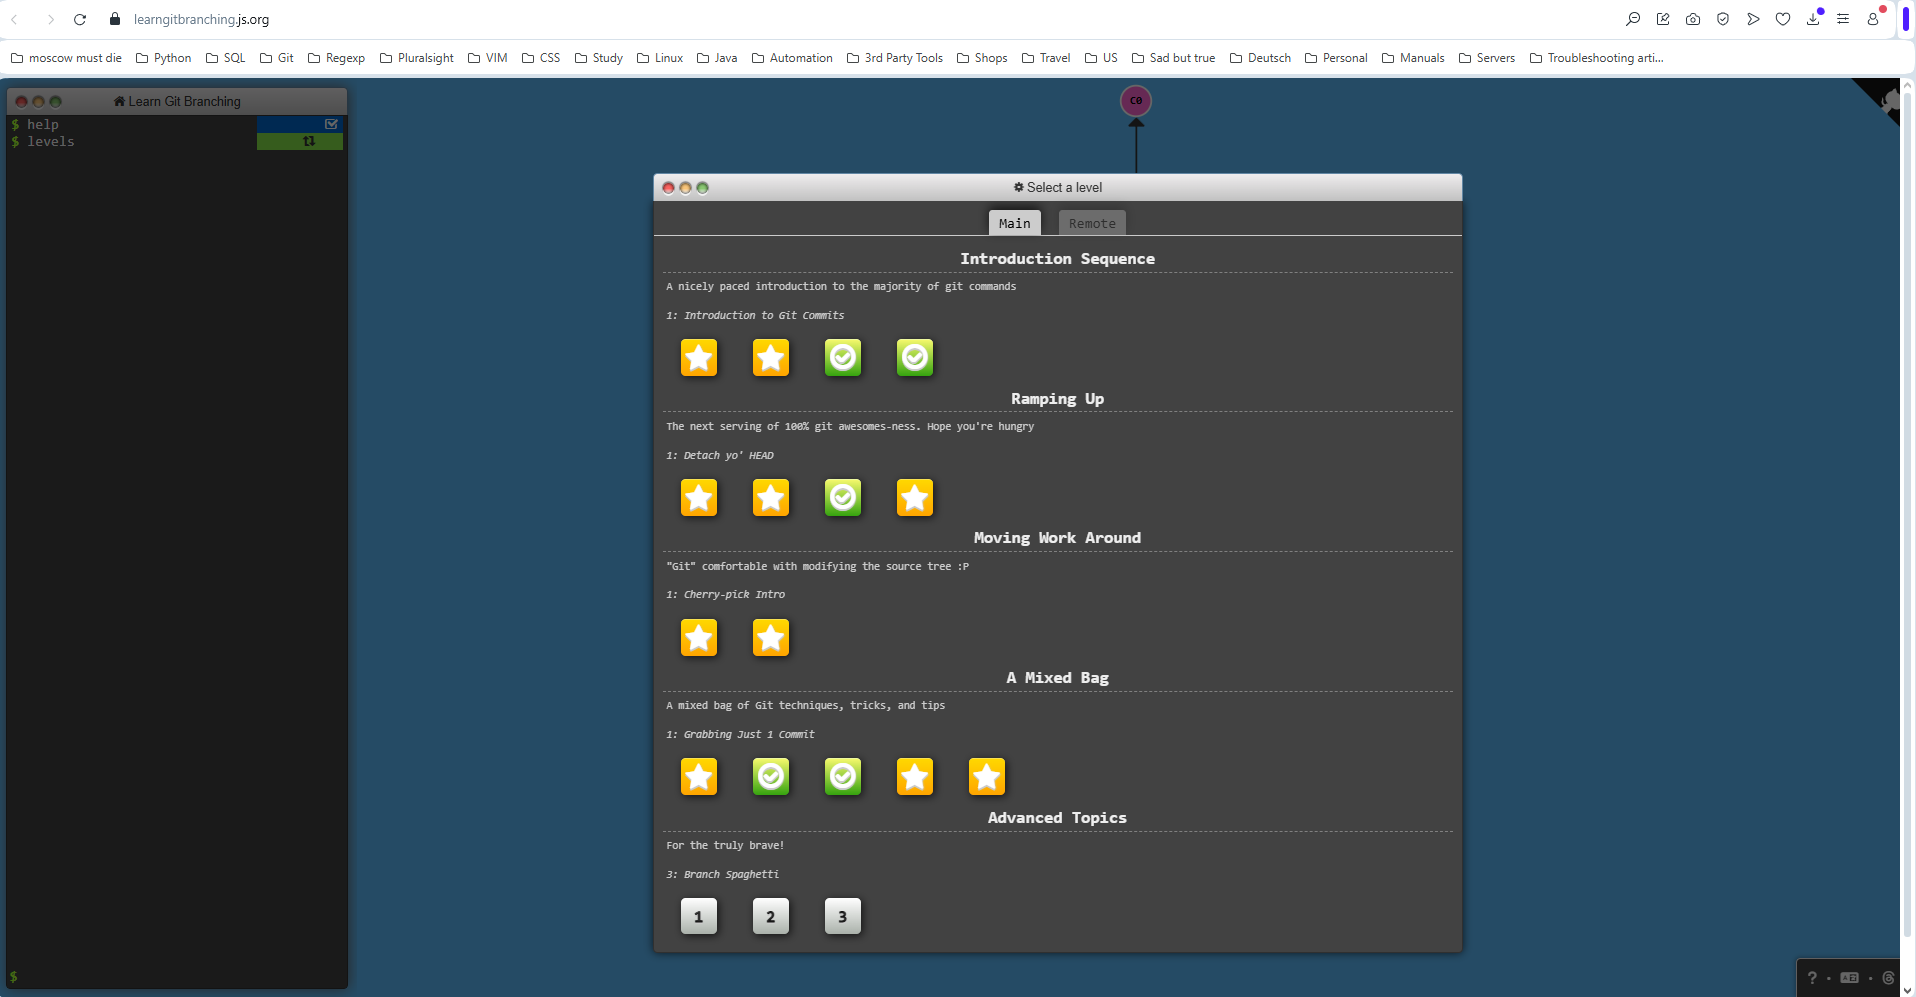 learngitbranching.js.org
moscow must die Python SQL Git Regexp Pluralsight VIM CSS Study Linux Java Automation 3rd Party Tools Shops Travel US Sad but true Deutsch Personal Manuals Servers Troubleshooting arti...
Learn Git Branching
$ help
$ levels
$
C0
Select a level
Main Remote
Introduction Sequence
A nicely paced introduction to the majority of git commands
1: Introduction to Git Commits
Ramping Up
The next serving of 100% git awesomes-ness. Hope you're hungry
1: Detach yo' HEAD
Moving Work Around
"Git" comfortable with modifying the source tree :P
1: Cherry-pick Intro
A Mixed Bag
A mixed bag of Git techniques, tricks, and tips
1: Grabbing Just 1 Commit
Advanced Topics
For the truly brave!
3: Branch Spaghetti
1 2 3
?